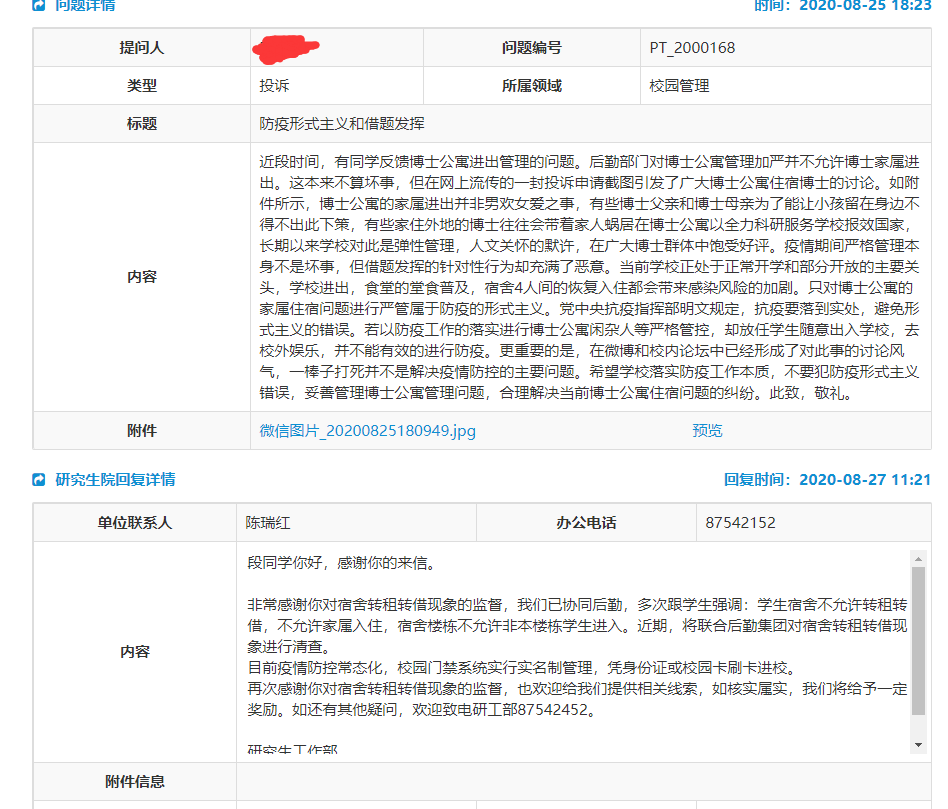 问题详情 时间：2020-08-25 18:23
提问人 问题编号 PT_2000168
类型 投诉 所属领域 校园管理
标题 防疫形式主义和借题发挥
近段时间，有同学反馈博士公寓进出管理的问题。后勤部门对博士公寓管理加严并不允许博士家属进
出。这本来不算坏事，但在网上流传的一封投诉申请截图引发了广大博士公寓住宿博士的讨论。如附
件所示，博士公寓的家属进出并非男欢女爱之事，有些博士父亲和博士母亲为了能让小孩留在身边不
得不出此下策，有些家住外地的博士往往会带着家人蜗居在博士公寓以全力科研服务学校报效国家，
长期以来学校对此是弹性管理，人文关怀的默许，在广大博士群体中饱受好评。疫情期间严格管理本
身不是坏事，但借题发挥的针对性行为却充满了恶意。当前学校正处于正常开学和部分开放的主要关
内容
头，学校进出，食堂的堂食普及，宿舍4人间的恢复入住都会带来感染风险的加剧。只对博士公寓的
家属住宿问题进行严管属于防疫的形式主义。党中央抗疫指挥部明文规定，抗疫要落到实处，避免形
式主义的错误。若以防疫工作的落实进行博士公寓闲杂人等严格管控，却放任学生随意出入学校，去
校外娱乐，并不能有效的进行防疫。更重要的是，在微博和校内论坛中已经形成了对此事的讨论风
气，一棒子打死并不是解决疫情防控的主要问题。希望学校落实防疫工作本质，不要犯防疫形式主义
错误，妥善管理博士公寓管理问题，合理解决当前博士公寓住宿问题的纠纷。此致，敬礼。
附件 微信图片_20200825180949.jpg 预览
研究生院回复详情 回复时间：2020-08-27 11:21
单位联系人 陈瑞红 办公电话 87542152
段同学你好，感谢你的来信。
非常感谢你对宿舍转租转借现象的监督，我们已协同后勤，多次跟学生强调：学生宿舍不允许转租转
借，不允许家属入住，宿舍楼栋不允许非本楼栋学生进入。近期，将联合后勤集团对宿舍转租转借现
象进行清查。
内容
目前疫情防控常态化，校园门禁系统实行实名制管理，凭身份证或校园卡刷卡进校。
再次感谢你对宿舍转租转借现象的监督，也欢迎给我们提供相关线索，如核实属实，我们将给予一定
奖励。如还有其他疑问，欢迎致电研工部87542452。
研究生工作部
附件信息